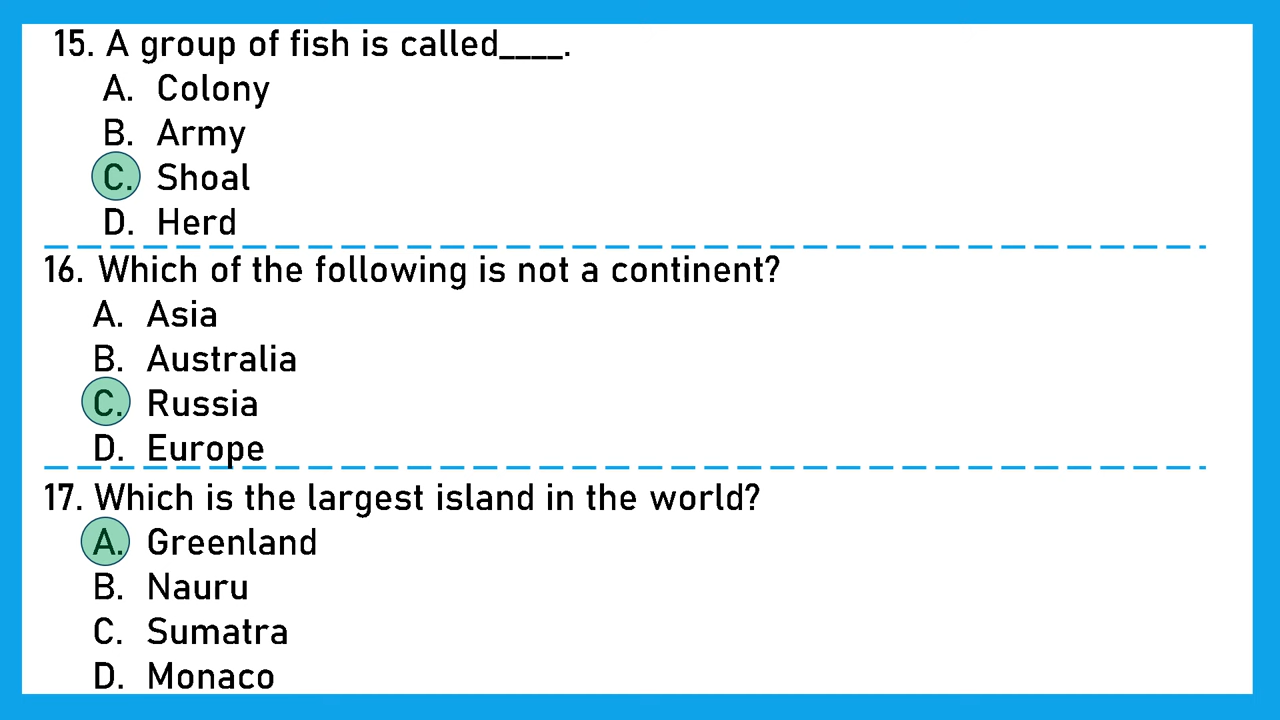 15. A group of fish is called____.
A. Colony
B. Army
C. Shoal
D. Herd
16. Which of the following is not a continent?
A. Asia
B. Australia
C. Russia
D. Europe
17. Which is the largest island in the world?
A. Greenland
B. Nauru
C. Sumatra
D. Monaco